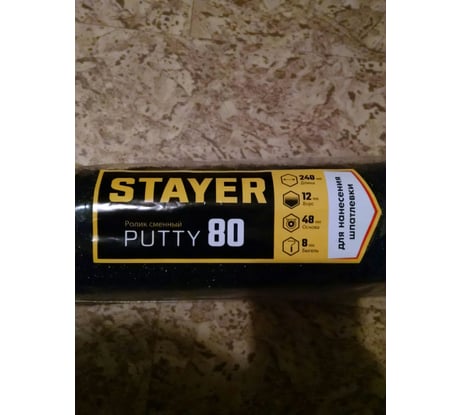 STAYER
Ролик сменный
PUTTY 80
240 мм
Длина
12 мм
Ворс
48 мм
Основа
8 мм
Бюгель
для нанесения
шпатлевки